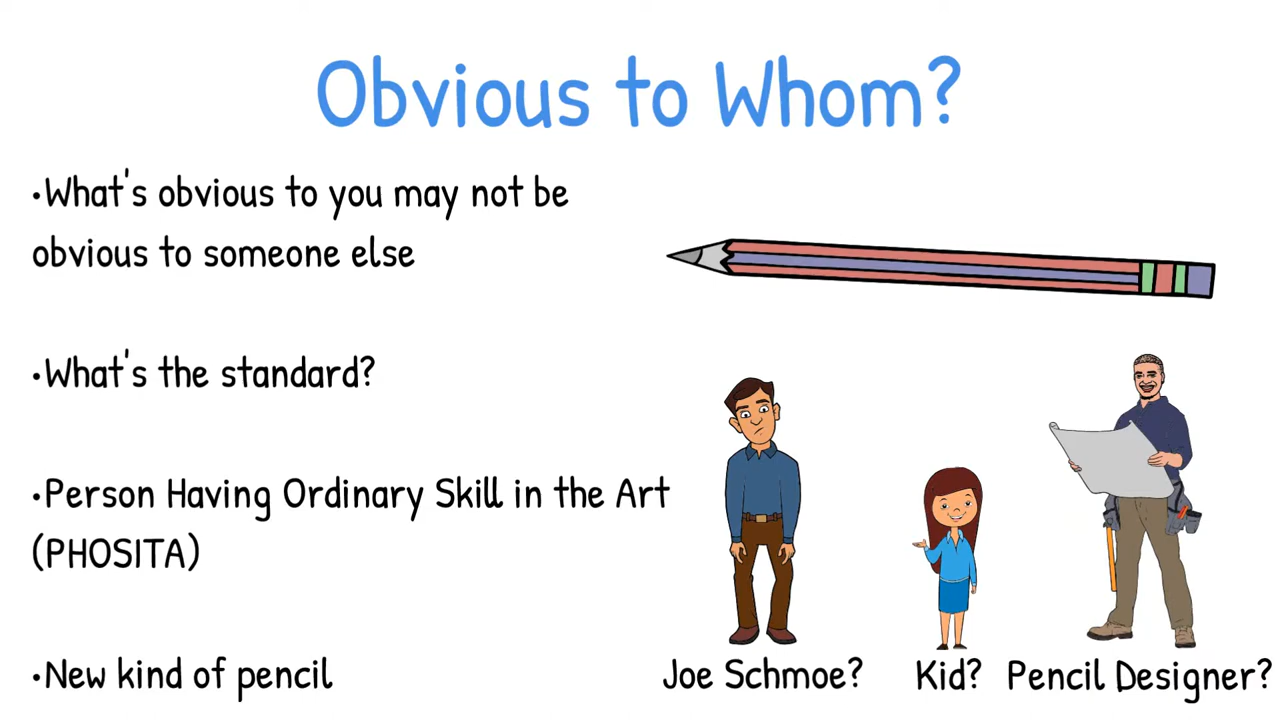 Obvious to Whom?
•What's obvious to you may not be
obvious to someone else
•What's the standard?
•Person Having Ordinary Skill in the Art
(PHOSITA)
•New kind of pencil
Joe Schmoe?
Kid?
Pencil Designer?